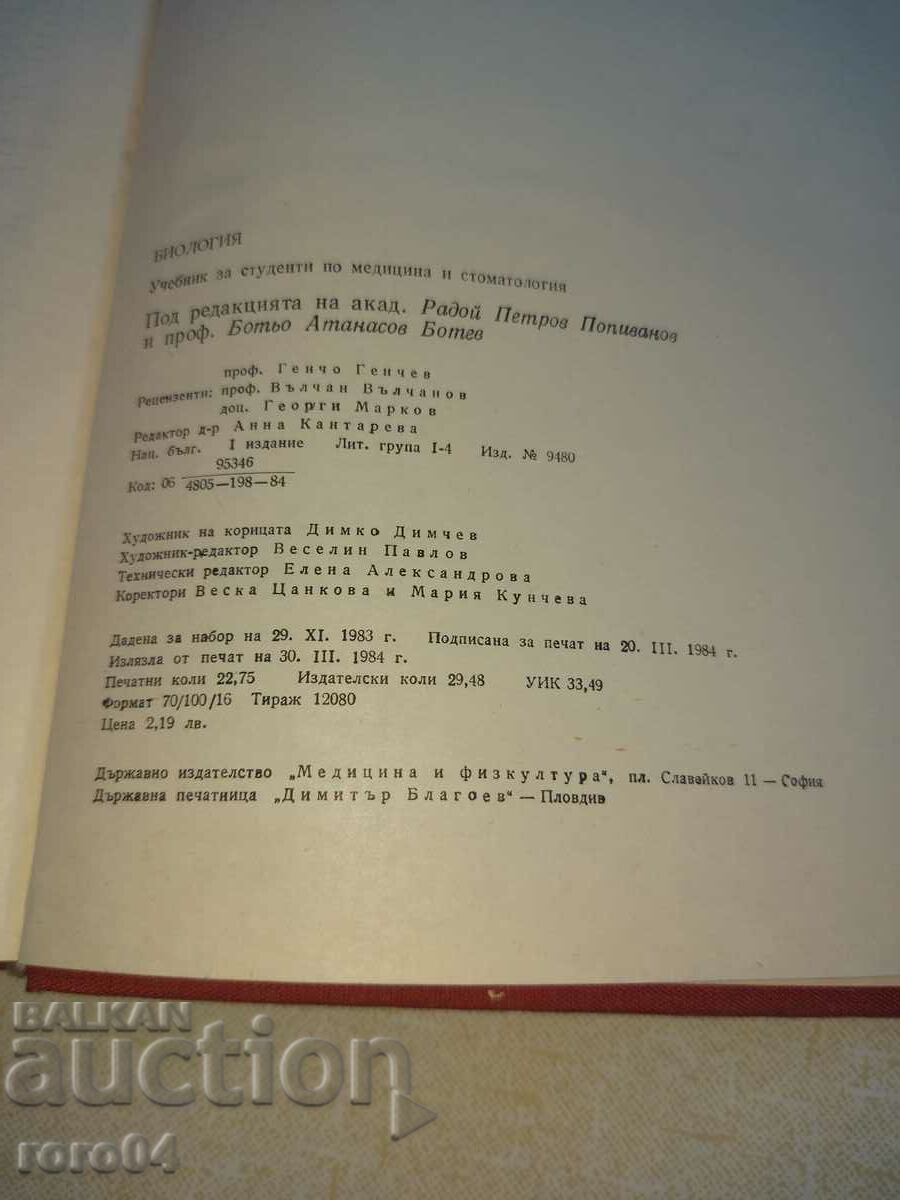 БИОЛОГИЯ
Учебник за студенти по медицина и стоматология
Под редакцията на акад. Радой Петров Попиванов
и проф. Ботьо Атанасов Ботев
проф. Генчо Генчев
Рецензенти: проф. Вълчан Вълчанов
доц. Георги Марков
Редактор д-р Анна Кантарева
Нац. бълг. I издание Лит. група I-4 Изд. № 9480
95346
Код: 06 4805—198—84
Художник на корицата Димко Димчев
Художник-редактор Веселин Павлов
Технически редактор Елена Александрова
Коректори Веска Цанкова и Мария Кунчева
Дадена за набор на 29. XI. 1983 г. Подписана за печат на 20. III. 1984 г.
Излязла от печат на 30. III. 1984 г.
Печатни коли 22,75 Издателски коли 29,48 УИК 33,49
Формат 70/100/16 Тираж 12080
Цена 2,19 лв.
Държавно издателство „Медицина и физкултура“, пл. Славейков 11 — София
Държавна печатница „Димитър Благоев“ — Пловдив
BALKAN
auction
roro04